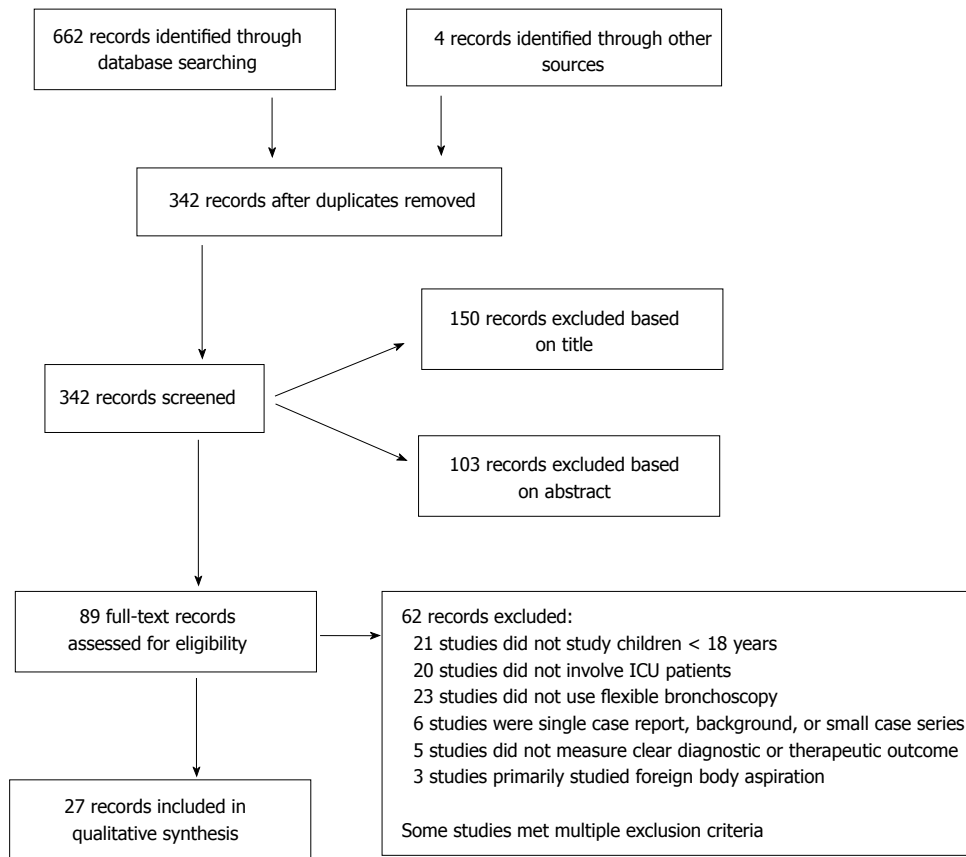 662 records identified through
database searching
4 records identified through other
sources
342 records after duplicates removed
150 records excluded based
on title
342 records screened
103 records excluded based
on abstract
89 full-text records
assessed for eligibility
62 records excluded:
21 studies did not study children < 18 years
20 studies did not involve ICU patients
23 studies did not use flexible bronchoscopy
6 studies were single case report, background, or small case series
5 studies did not measure clear diagnostic or therapeutic outcome
3 studies primarily studied foreign body aspiration
Some studies met multiple exclusion criteria
27 records included in
qualitative synthesis